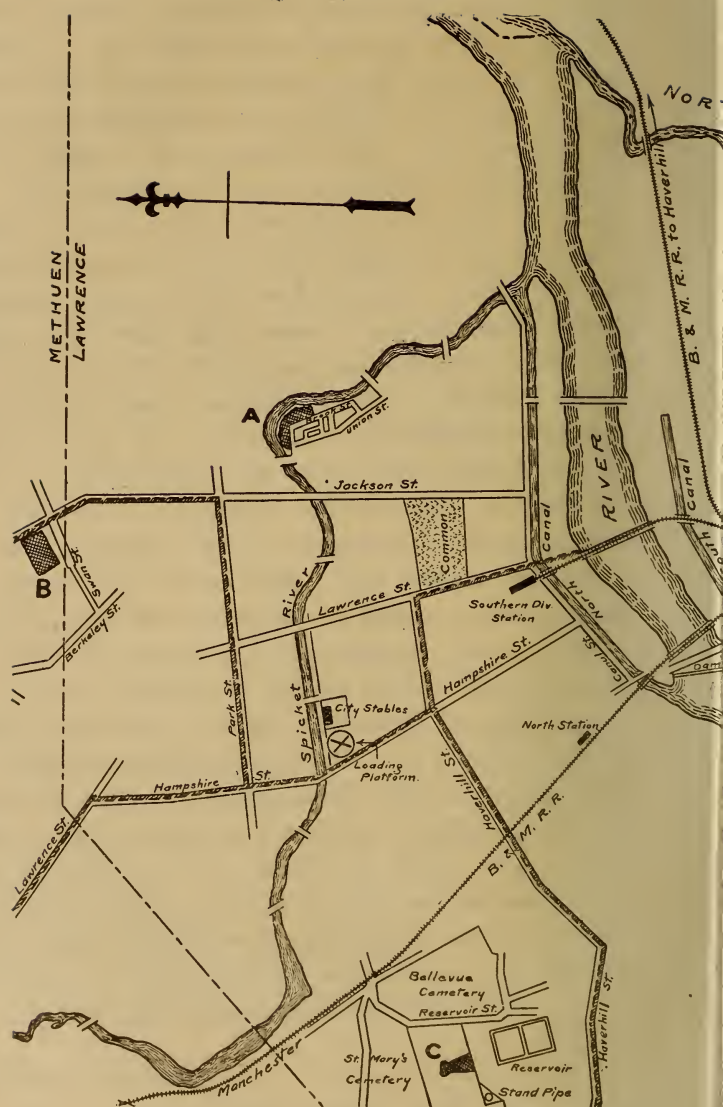 NOR
B. & M. R. R. to Haverhill
METHUEN
LAWRENCE
A
Union St.
RIVER
Canal
Jackson St.
Common
Canal
B
Swan St.
Berkeley St.
River
Lawrence St.
Southern Div.
Station
North
Canal St.
Dam
Hampshire St.
Park St.
Spicket
City Stables
Loading
Platform.
North Station
Hampshire St.
Lawrence St.
Haverhill St.
B. & M. R. R.
Bellevue
Cemetery
Reservoir St.
Haverhill St.
St. Mary's
Cemetery
C
Reservoir
Manchester
Stand Pipe